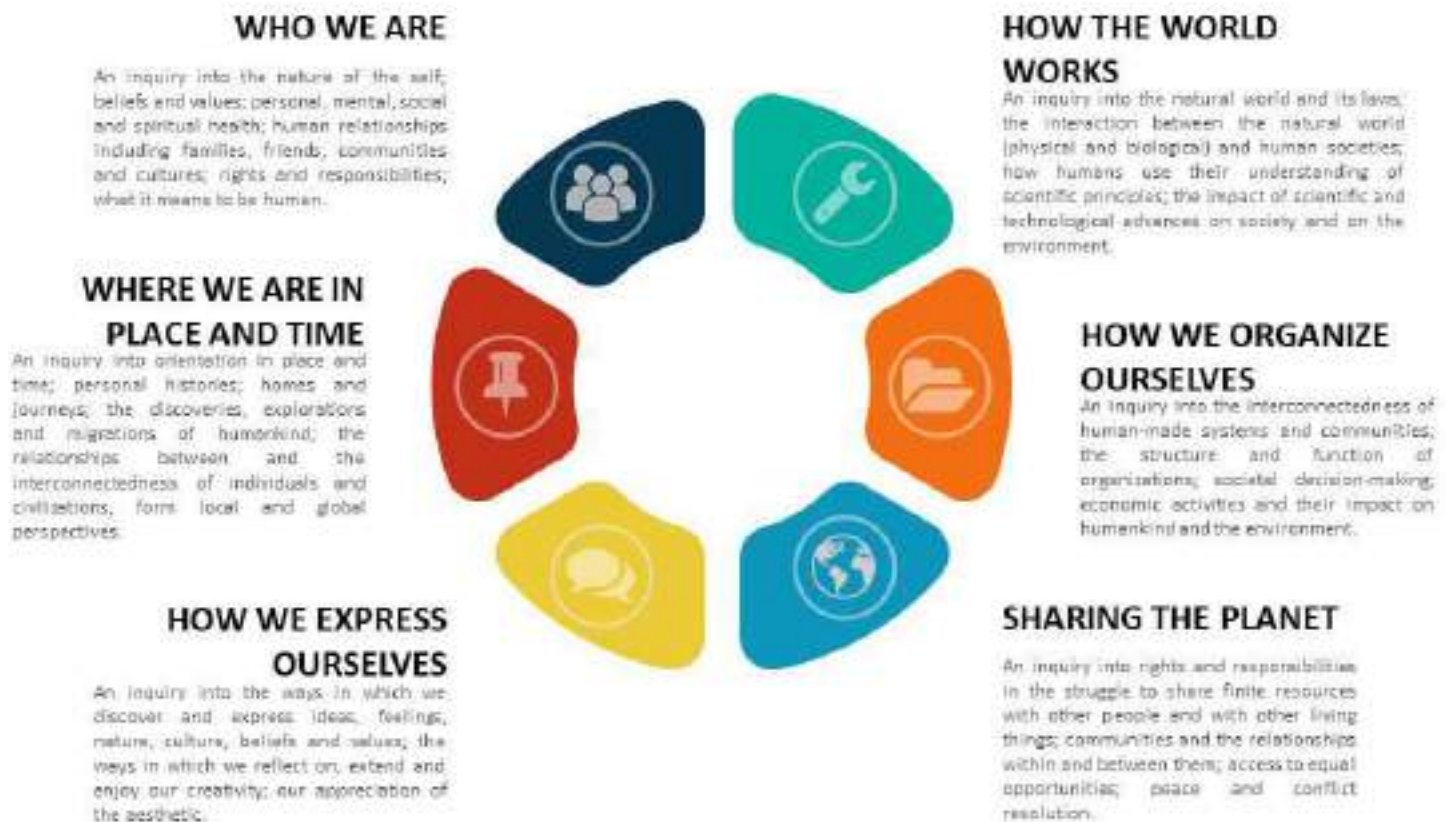 WHO WE ARE
An inquiry into the nature of the self;
beliefs and values; personal, mental, social
and spiritual health; human relationships
including families, friends, communities
and cultures; rights and responsibilities;
what it means to be human.
WHERE WE ARE IN
PLACE AND TIME
An inquiry into orientation in place and
time; personal histories; homes and
journeys; the discoveries, explorations
and migrations of humankind; the
relationships between and the
interconnectedness of individuals and
civilizations, form local and global
perspectives.
HOW WE EXPRESS
OURSELVES
An inquiry into the ways in which we
discover and express ideas, feelings,
nature, culture, beliefs and values; the
ways in which we reflect on, extend and
enjoy our creativity; our appreciation of
the aesthetic.
HOW THE WORLD
WORKS
An inquiry into the natural world and its laws;
the interaction between the natural world
(physical and biological) and human societies;
how humans use their understanding of
scientific principles; the impact of scientific and
technological advances on society and on the
environment.
HOW WE ORGANIZE
OURSELVES
An inquiry into the interconnectedness of
human-made systems and communities;
the structure and function of
organizations; societal decision-making;
economic activities and their impact on
humankind and the environment.
SHARING THE PLANET
An inquiry into rights and responsibilities
in the struggle to share finite resources
with other people and with other living
things; communities and the relationships
within and between them; access to equal
opportunities; peace and conflict
resolution.